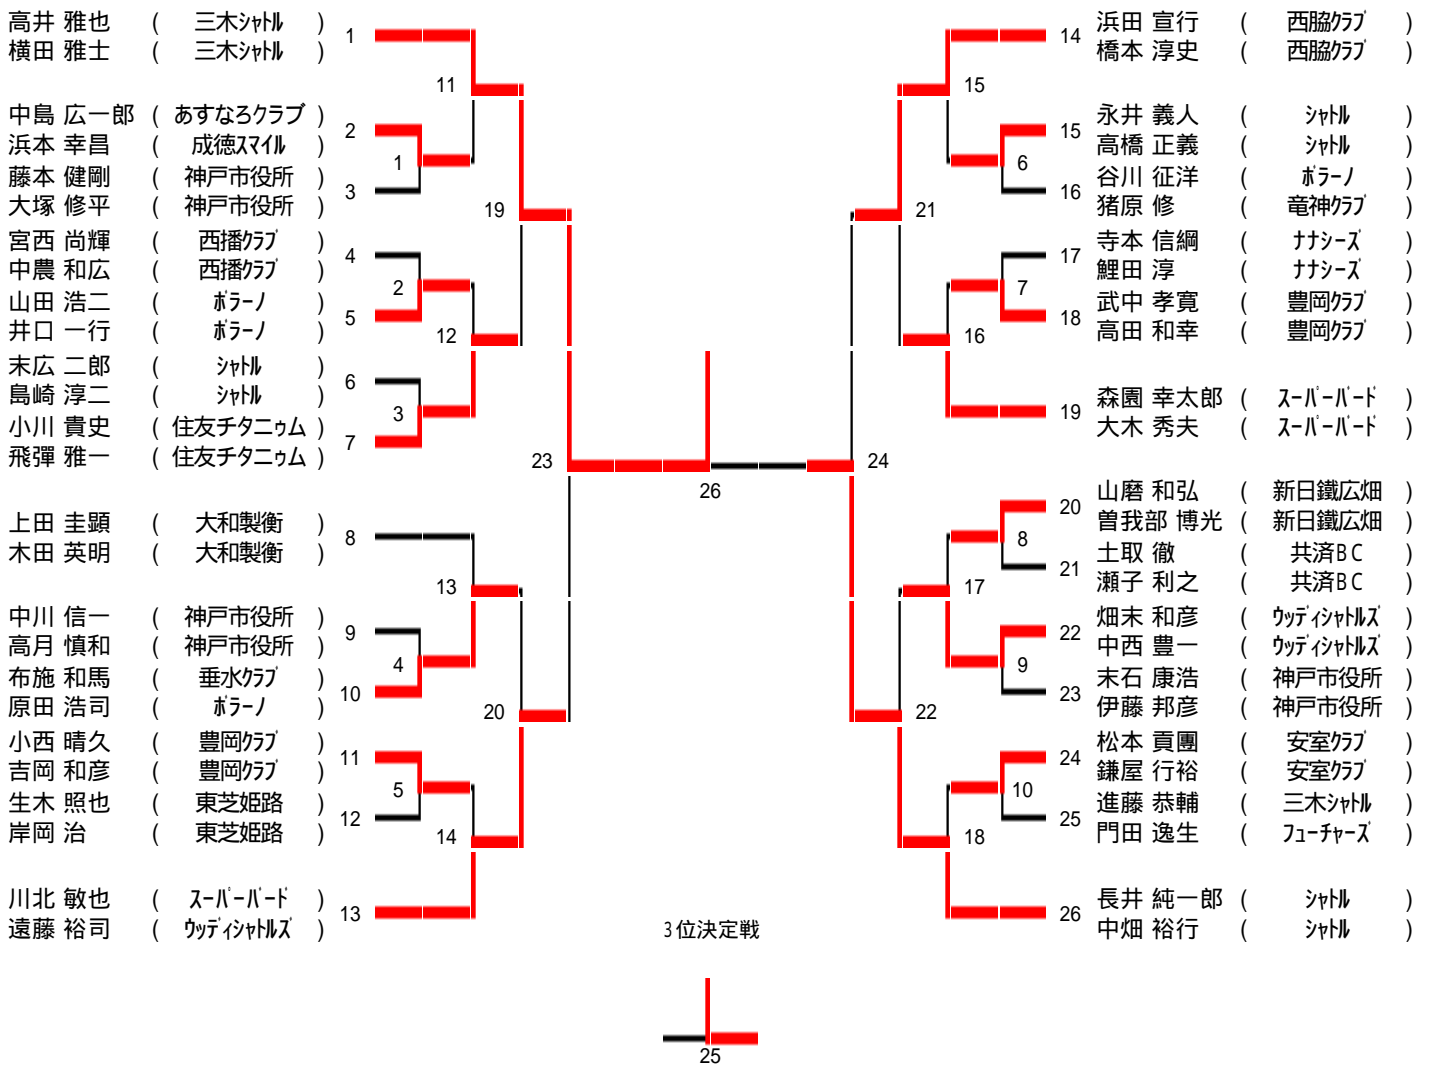 高井 雅也 ( 三木ｼｬﾄﾙ )
横田 雅士 ( 三木ｼｬﾄﾙ )
1
中島 広一郎 ( あすなろクラブ )
浜本 幸昌 ( 成徳ｽﾏｲﾙ )
2
藤本 健剛 ( 神戸市役所 )
大塚 修平 ( 神戸市役所 )
3
宮西 尚輝 ( 西播ｸﾗﾌﾞ )
中農 和広 ( 西播ｸﾗﾌﾞ )
4
山田 浩二 ( ﾎﾞﾗｰﾉ )
井口 一行 ( ﾎﾞﾗｰﾉ )
5
末広 二郎 ( ｼｬﾄﾙ )
島崎 淳二 ( ｼｬﾄﾙ )
6
小川 貴史 ( 住友チタニゥム )
飛彈 雅一 ( 住友チタニゥム )
7
上田 圭顕 ( 大和製衡 )
木田 英明 ( 大和製衡 )
8
中川 信一 ( 神戸市役所 )
高月 慎和 ( 神戸市役所 )
9
布施 和馬 ( 垂水ｸﾗﾌﾞ )
原田 浩司 ( ﾎﾞﾗｰﾉ )
10
小西 晴久 ( 豊岡ｸﾗﾌﾞ )
吉岡 和彦 ( 豊岡ｸﾗﾌﾞ )
11
生木 照也 ( 東芝姫路 )
岸岡 治 ( 東芝姫路 )
12
川北 敏也 ( ｽｰﾊﾟｰﾊﾞｰﾄﾞ )
遠藤 裕司 ( ｳｯﾃﾞｨｼｬﾄﾙｽﾞ )
13
11
1
19
2
12
3
23
13
4
20
5
14
26
3位決定戦
25
15
6
21
7
16
24
8
17
9
22
10
18
14
浜田 宣行 ( 西脇ｸﾗﾌﾞ )
橋本 淳史 ( 西脇ｸﾗﾌﾞ )
15
永井 義人 ( ｼｬﾄﾙ )
高橋 正義 ( ｼｬﾄﾙ )
16
谷川 征洋 ( ﾎﾞﾗｰﾉ )
猪原 修 ( 竜神ｸﾗﾌﾞ )
17
寺本 信綱 ( ﾅﾅｼｰｽﾞ )
鯉田 淳 ( ﾅﾅｼｰｽﾞ )
18
武中 孝寛 ( 豊岡ｸﾗﾌﾞ )
高田 和幸 ( 豊岡ｸﾗﾌﾞ )
19
森園 幸太郎 ( ｽｰﾊﾟｰﾊﾞｰﾄﾞ )
大木 秀夫 ( ｽｰﾊﾟｰﾊﾞｰﾄﾞ )
20
山磨 和弘 ( 新日鐵広畑 )
曽我部 博光 ( 新日鐵広畑 )
21
土取 徹 ( 共済BC )
瀬子 利之 ( 共済BC )
22
畑末 和彦 ( ｳｯﾃﾞｨｼｬﾄﾙｽﾞ )
中西 豊一 ( ｳｯﾃﾞｨｼｬﾄﾙｽﾞ )
23
末石 康浩 ( 神戸市役所 )
伊藤 邦彦 ( 神戸市役所 )
24
松本 貢團 ( 安室ｸﾗﾌﾞ )
鎌屋 行裕 ( 安室ｸﾗﾌﾞ )
25
進藤 恭輔 ( 三木ｼｬﾄﾙ )
門田 逸生 ( ﾌｭｰﾁｬｰｽﾞ )
26
長井 純一郎 ( ｼｬﾄﾙ )
中畑 裕行 ( ｼｬﾄﾙ )